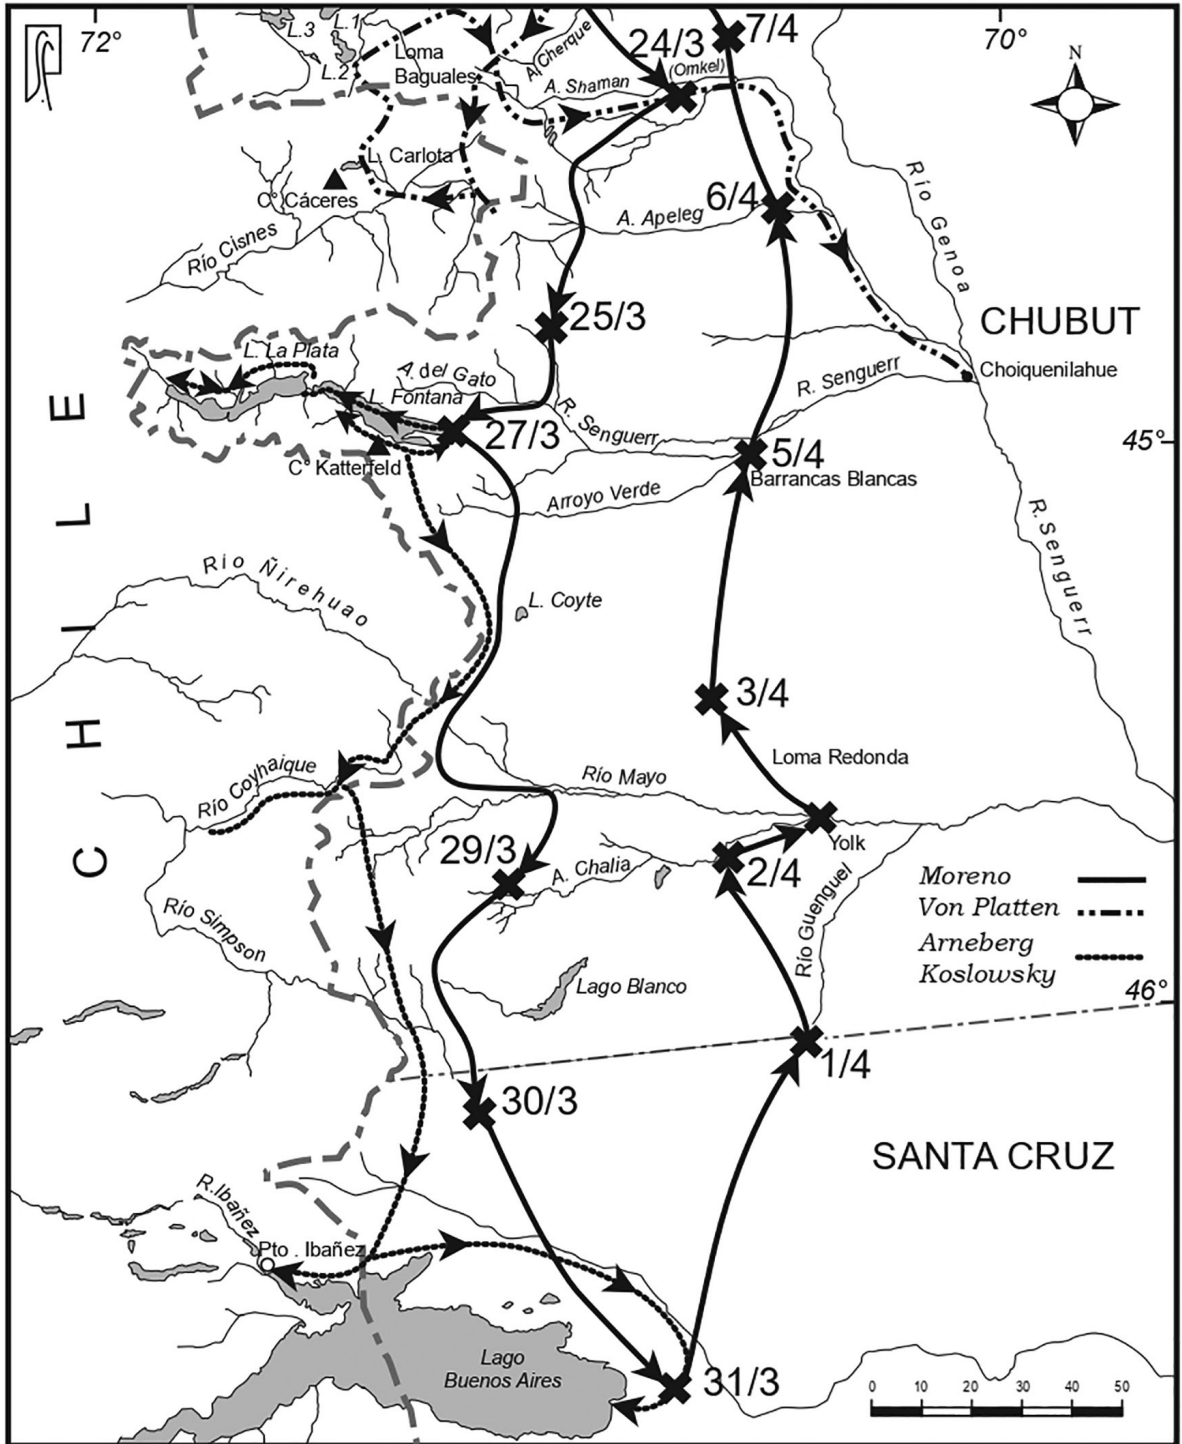 72°
70°
L.3
L.1
L.2
Loma
Baguales
A. Cherque
24/3
(Omkel)
7/4
N
A. Shaman
L. Carlota
C° Cáceres
Río Cisnes
A. Apeleg
6/4
Río Genoa
25/3
CHUBUT
L. La Plata
A. del Gato
L. Fontana
Choiquenilahue
R. Senguerr
R. Senguerr
27/3
5/4
45°
C° Katterfeld
Barrancas Blancas
Arroyo Verde
R. Senguerr
CHILE
Rio Ñirehuao
L. Coyte
3/4
Loma Redonda
Río Coyhaique
Río Mayo
29/3
Yolk
A. Chalia
2/4
Río Guenguel
Moreno
Von Platten
Arneberg
Koslowsky
Río Simpson
Lago Blanco
46°
1/4
30/3
SANTA CRUZ
R.Ibañez
Pto . Ibañez
Lago
Buenos Aires
31/3
0 10 20 30 40 50